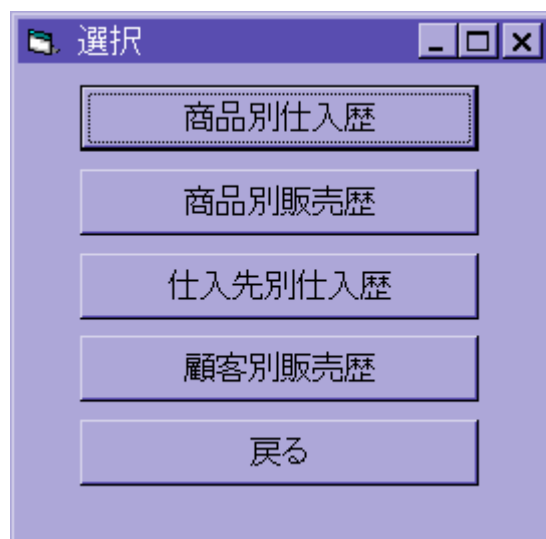 選択
商品別仕入歴
商品別販売歴
仕入先別仕入歴
顧客別販売歴
戻る